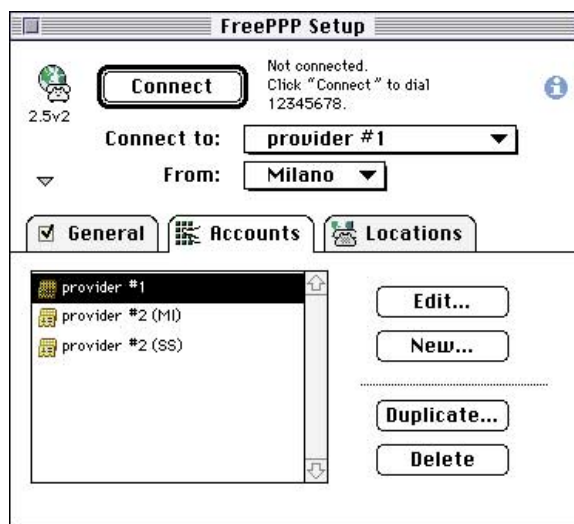 FreePPP Setup
2.5v2
Connect
Not connected.
Click "Connect" to dial
12345678.
Connect to: provider #1
From: Milano
General Accounts Locations
provider #1
provider #2 (MI)
provider #2 (SS)
Edit...
New...
Duplicate...
Delete